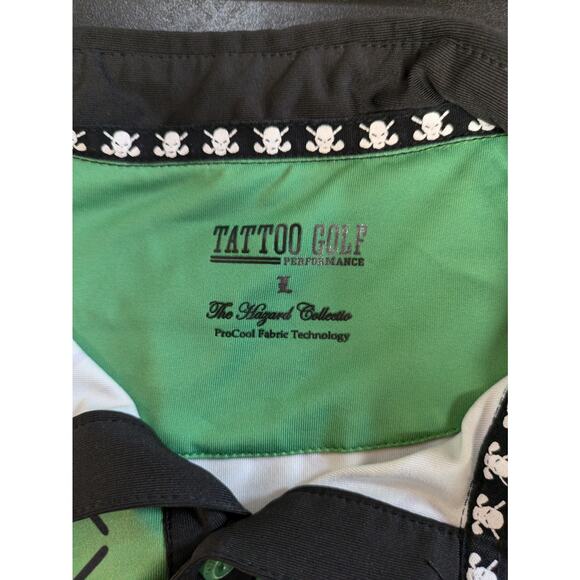 TATTOO GOLF
PERFORMANCE
L
The Hazard Collectio
ProCool Fabric Technology